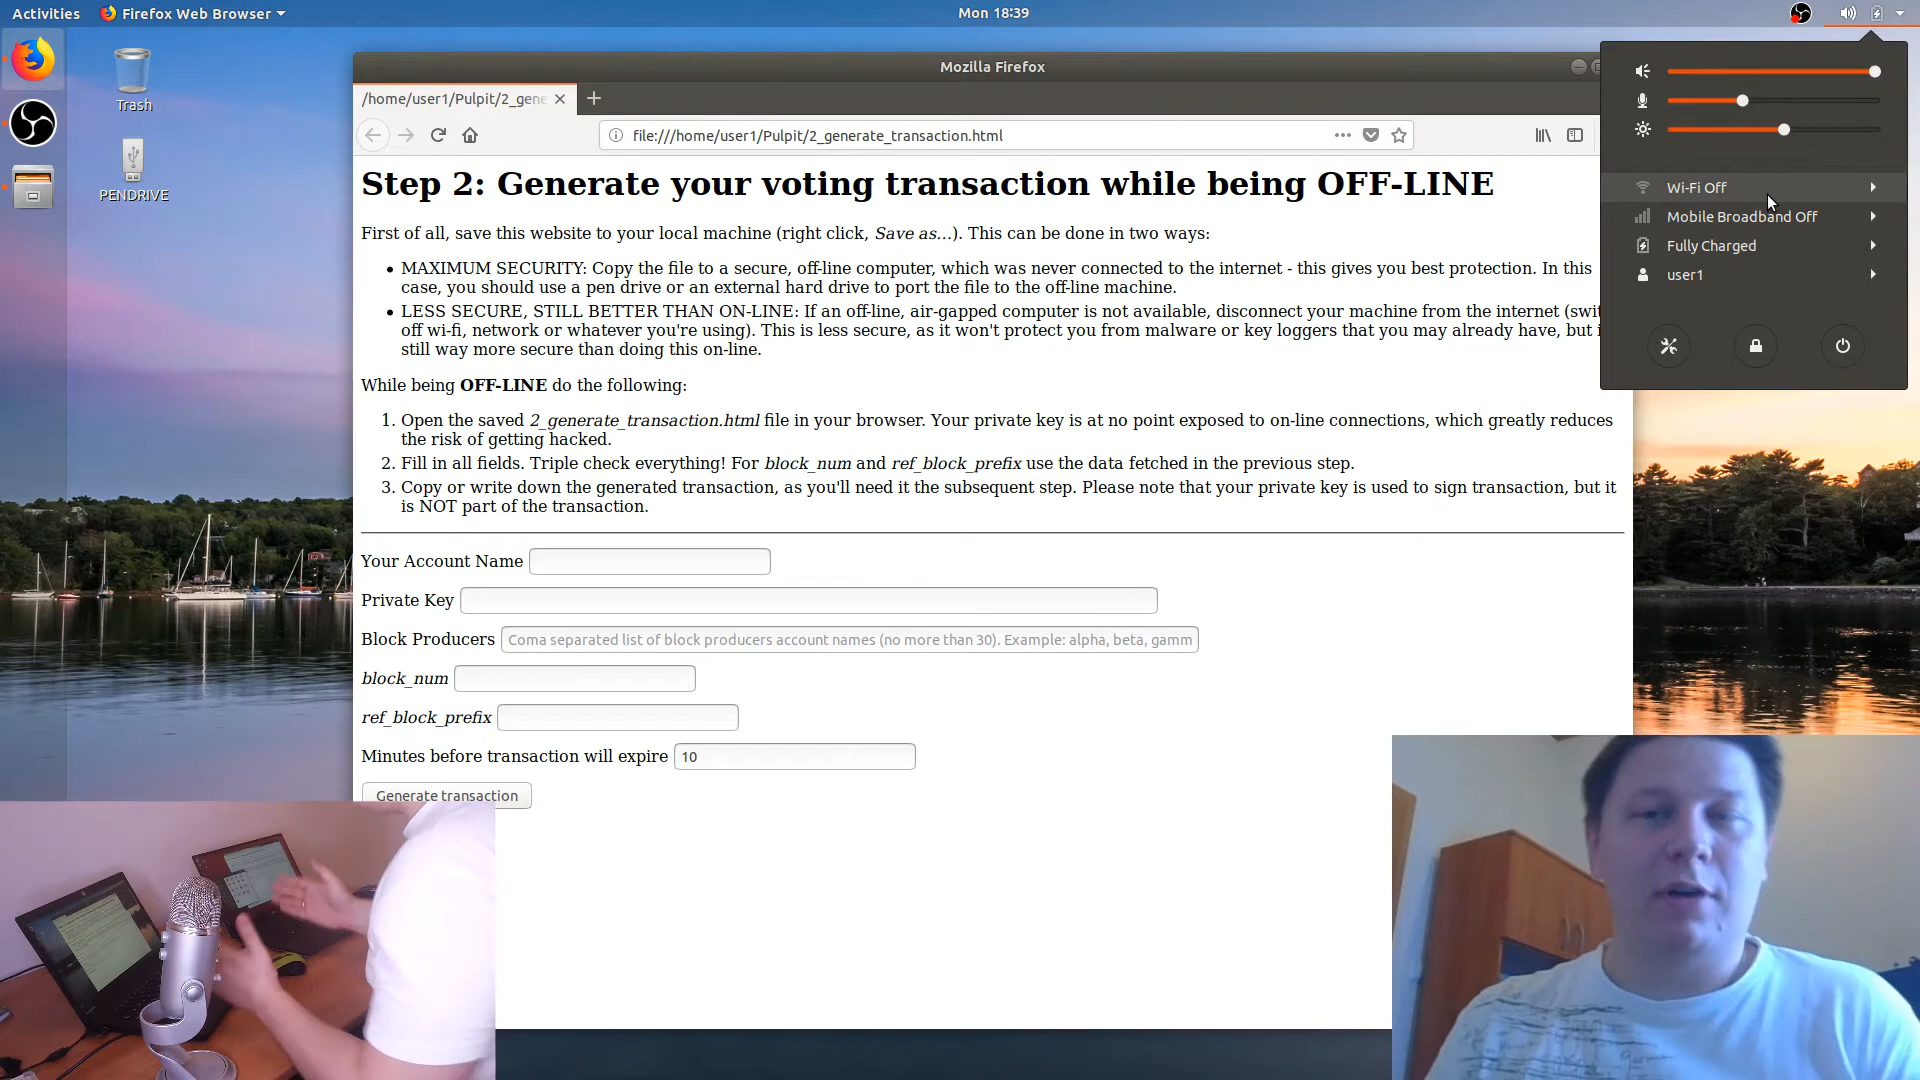 Activities
Firefox Web Browser
Mon 18:39
Trash
PENDRIVE
Mozilla Firefox
/home/user1/Pulpit/2_gene
file:///home/user1/Pulpit/2_generate_transaction.html
Step 2: Generate your voting transaction while being OFF-LINE
First of all, save this website to your local machine (right click, Save as...). This can be done in two ways:
• MAXIMUM SECURITY: Copy the file to a secure, off-line computer, which was never connected to the internet - this gives you best protection. In this
case, you should use a pen drive or an external hard drive to port the file to the off-line machine.
• LESS SECURE, STILL BETTER THAN ON-LINE: If an off-line, air-gapped computer is not available, disconnect your machine from the internet (swit
off wi-fi, network or whatever you're using). This is less secure, as it won't protect you from malware or key loggers that you may already have, but i
still way more secure than doing this on-line.
While being OFF-LINE do the following:
1. Open the saved 2_generate_transaction.html file in your browser. Your private key is at no point exposed to on-line connections, which greatly reduces
the risk of getting hacked.
2. Fill in all fields. Triple check everything! For block_num and ref_block_prefix use the data fetched in the previous step.
3. Copy or write down the generated transaction, as you'll need it the subsequent step. Please note that your private key is used to sign transaction, but it
is NOT part of the transaction.
Your Account Name
Private Key
Block Producers Coma separated list of block producers account names (no more than 30). Example: alpha, beta, gamm
block_num
ref_block_prefix
Minutes before transaction will expire 10
Generate transaction
Wi-Fi Off
Mobile Broadband Off
Fully Charged
user1